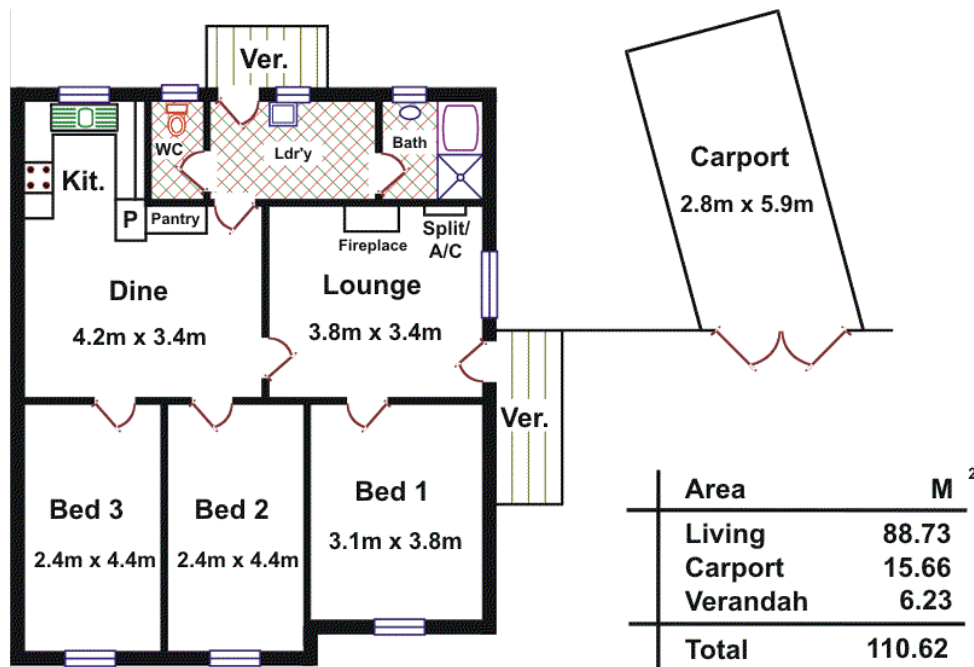 Ver.
WC
Ldr'y
Bath
Kit.
P
Pantry
Fireplace
Split/
A/C
Dine
4.2m x 3.4m
Lounge
3.8m x 3.4m
Carport
2.8m x 5.9m
Ver.
Bed 3
2.4m x 4.4m
Bed 2
2.4m x 4.4m
Bed 1
3.1m x 3.8m
Area M²
Living 88.73
Carport 15.66
Verandah 6.23
Total 110.62